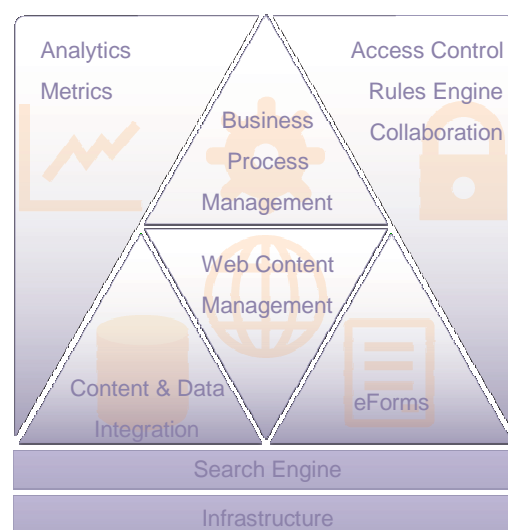 Analytics
Metrics
Access Control
Rules Engine
Collaboration
Business
Process
Management
Web Content
Management
Content & Data
Integration
eForms
Search Engine
Infrastructure